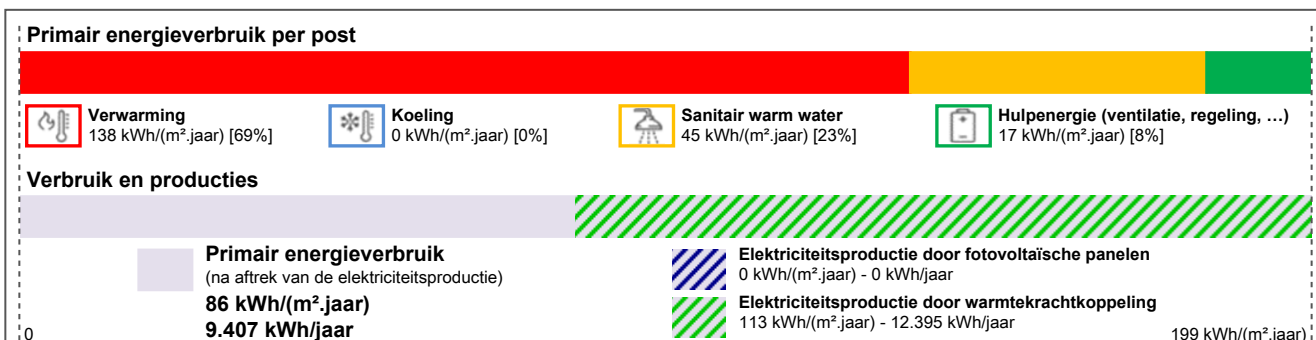 Primair energieverbruik per post
Verwarming
138 kWh/(m².jaar) [69%]
Koeling
0 kWh/(m².jaar) [0%]
Sanitair warm water
45 kWh/(m².jaar) [23%]
Hulpenergie (ventilatie, regeling, …)
17 kWh/(m².jaar) [8%]
Verbruik en producties
Primair energieverbruik
(na aftrek van de elektriciteitsproductie)
86 kWh/(m².jaar)
9.407 kWh/jaar
Elektriciteitsproductie door fotovoltaïsche panelen
0 kWh/(m².jaar) - 0 kWh/jaar
Elektriciteitsproductie door warmtekrachtkoppeling
113 kWh/(m².jaar) - 12.395 kWh/jaar
0
199 kWh/(m².jaar)